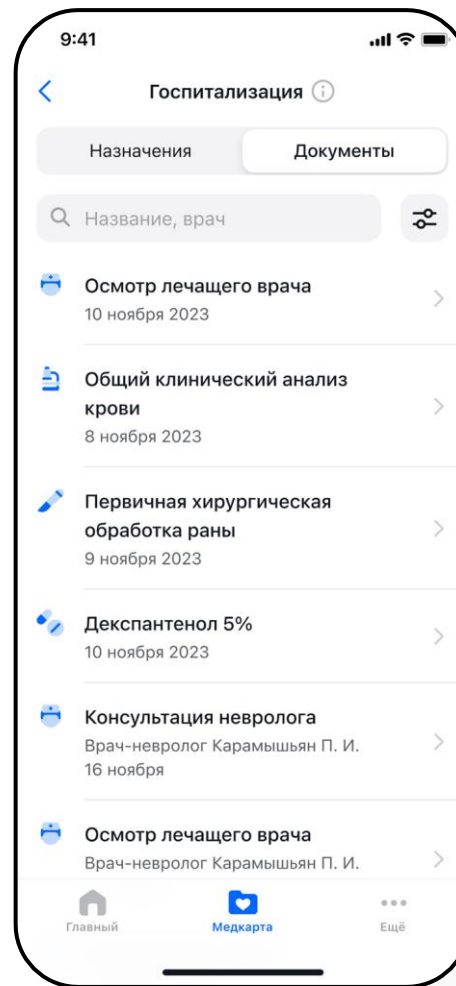 9:41
Госпитализация
Назначения
Документы
Название, врач
Осмотр лечащего врача
10 ноября 2023
Общий клинический анализ
крови
8 ноября 2023
Первичная хирургическая
обработка раны
9 ноября 2023
Декспантенол 5%
10 ноября 2023
Консультация невролога
Врач-невролог Карамышьян П. И.
16 ноября
Осмотр лечащего врача
Врач-невролог Карамышьян П. И.
Главный
Медкарта
Ещё